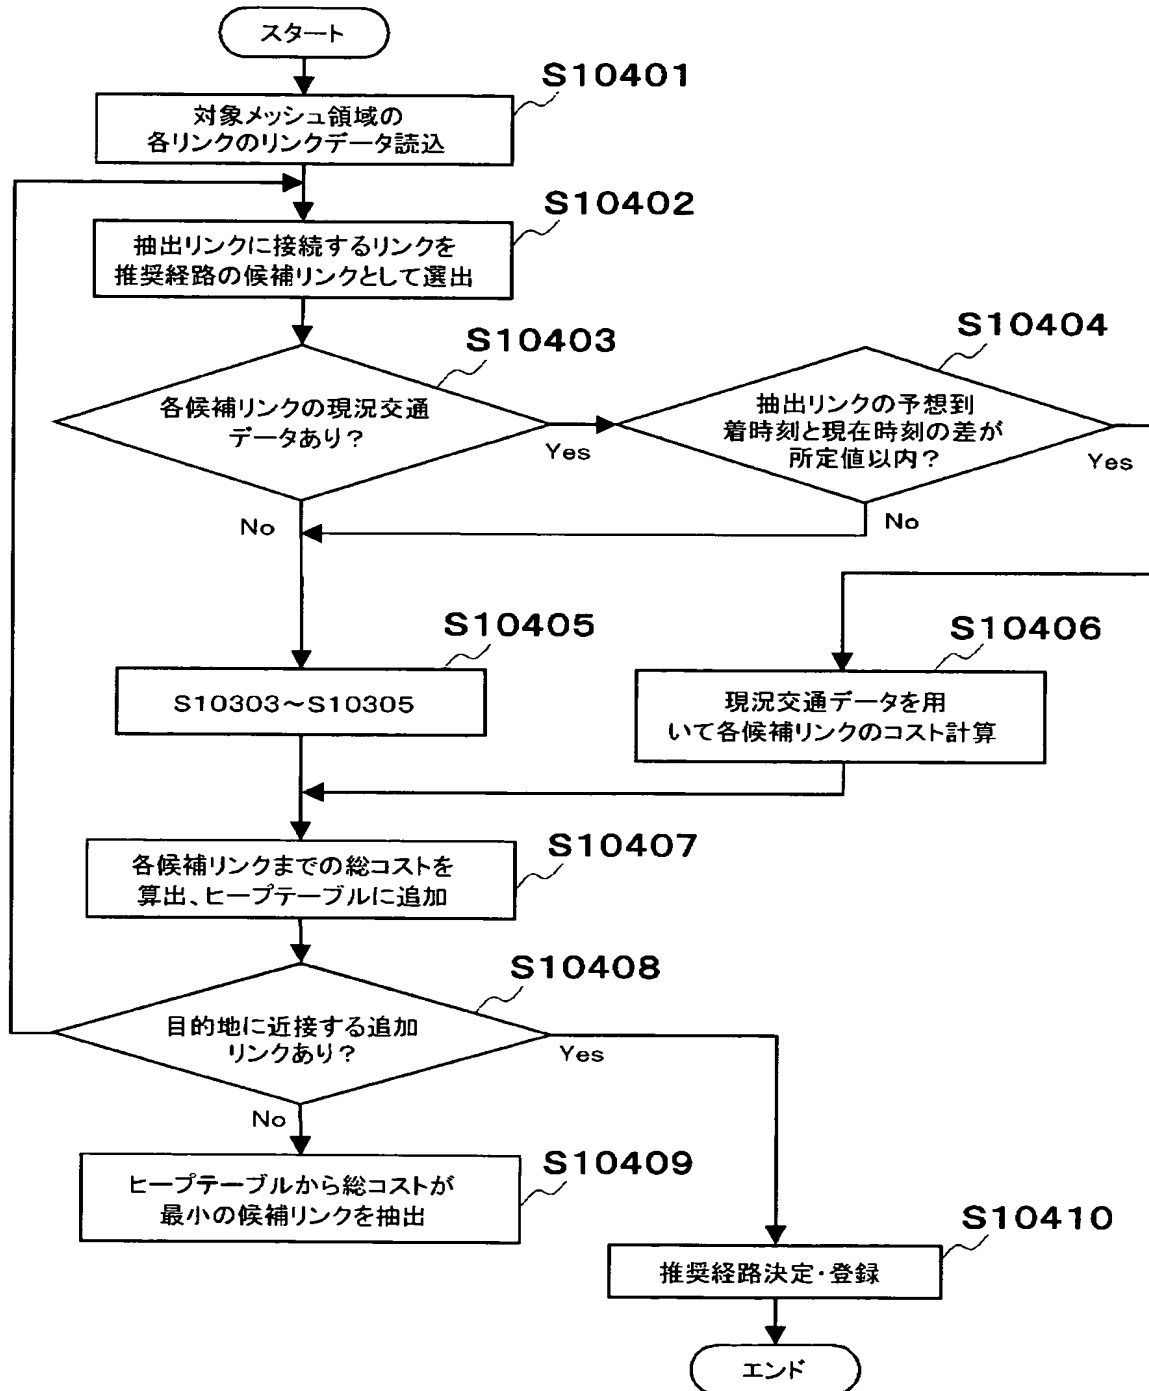 スタート
S10401
対象メッシュ領域の
各リンクのリンクデータ読込
S10402
抽出リンクに接続するリンクを
推奨経路の候補リンクとして選出
S10403
各候補リンクの現況交通
データあり?
Yes
No
S10404
抽出リンクの予想到
着時刻と現在時刻の差が
所定値以内?
Yes
No
S10405
S10303~S10305
S10406
現況交通データを用
いて各候補リンクのコスト計算
S10407
各候補リンクまでの総コストを
算出、ヒープテーブルに追加
S10408
目的地に近接する追加
リンクあり?
Yes
No
S10409
ヒープテーブルから総コストが
最小の候補リンクを抽出
S10410
推奨経路決定・登録
エンド